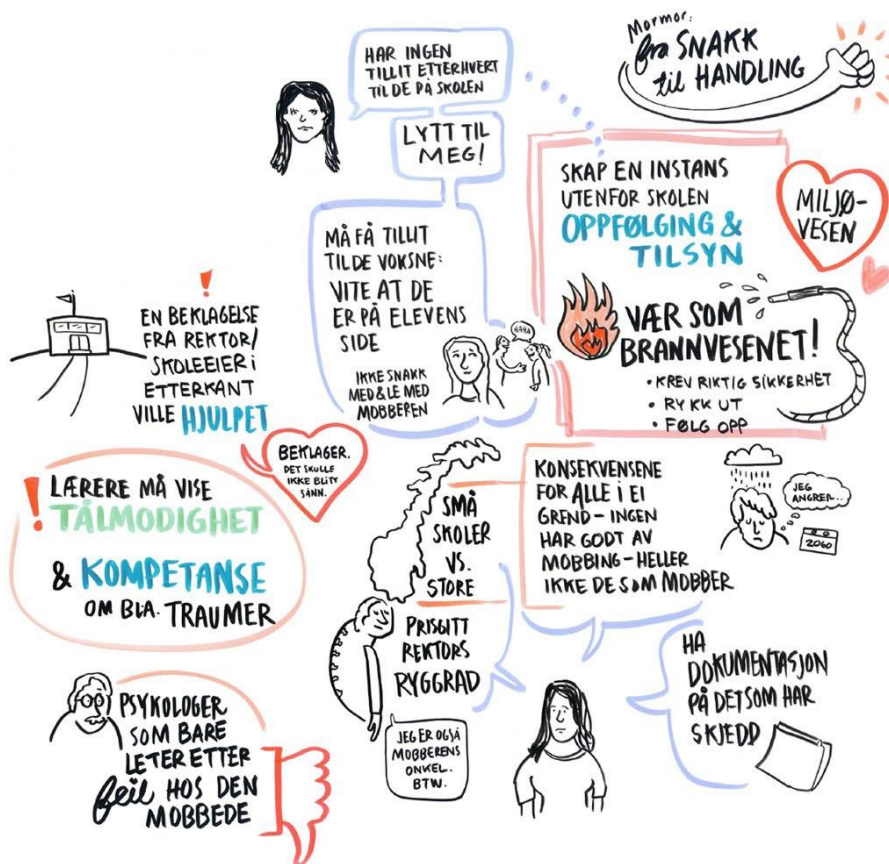 Mormor:
fra SNAKK
til HANDLING
HAR INGEN
TILLIT ETTERHVERT
TIL DE PÅ SKOLEN
LYTT TIL
MEG!
SKAP EN INSTANS
UTENFOR SKOLEN
OPPFØLGING &
TILSYN
MILJØ-
VESEN
VÆR SOM
BRANNVESENET!
• KREV RIKTIG SIKKERHET
• RYKK UT
• FØLG OPP
MÅ FÅ TILLIT
TIL DE VOKSNE:
VITE AT DE
ER PÅ ELEVENS
SIDE
IKKE SNAKK
MED & LE MED
MOBBEREN
HAHA
!
EN BEKLAGELSE
FRA REKTOR/
SKOLEEIER I
ETTERKANT
VILLE HJULPET
BEKLAGER.
DET SKULLE
IKKE BLITT
SÅNN.
! LÆRERE MÅ VISE
TÅLMODIGHET
& KOMPETANSE
OM BLA. TRAUMER
SMÅ
SKOLER
VS.
STORE
PRISGITT
REKTORS
RYGGRAD
JEG ER OGSÅ
MOBBERENS
ONKEL.
BTW.
KONSEKVENSENE
FOR ALLE I EI
GREND - INGEN
HAR GODT AV
MOBBING - HELLER
IKKE DE SOM MOBBER
JEG
ANGRER...
2060
HA
DOKUMENTASJON
PÅ DET SOM HAR
SKJEDD
PSYKOLOGER
SOM BARE
LETER ETTER
feil HOS DEN
MOBBEDE